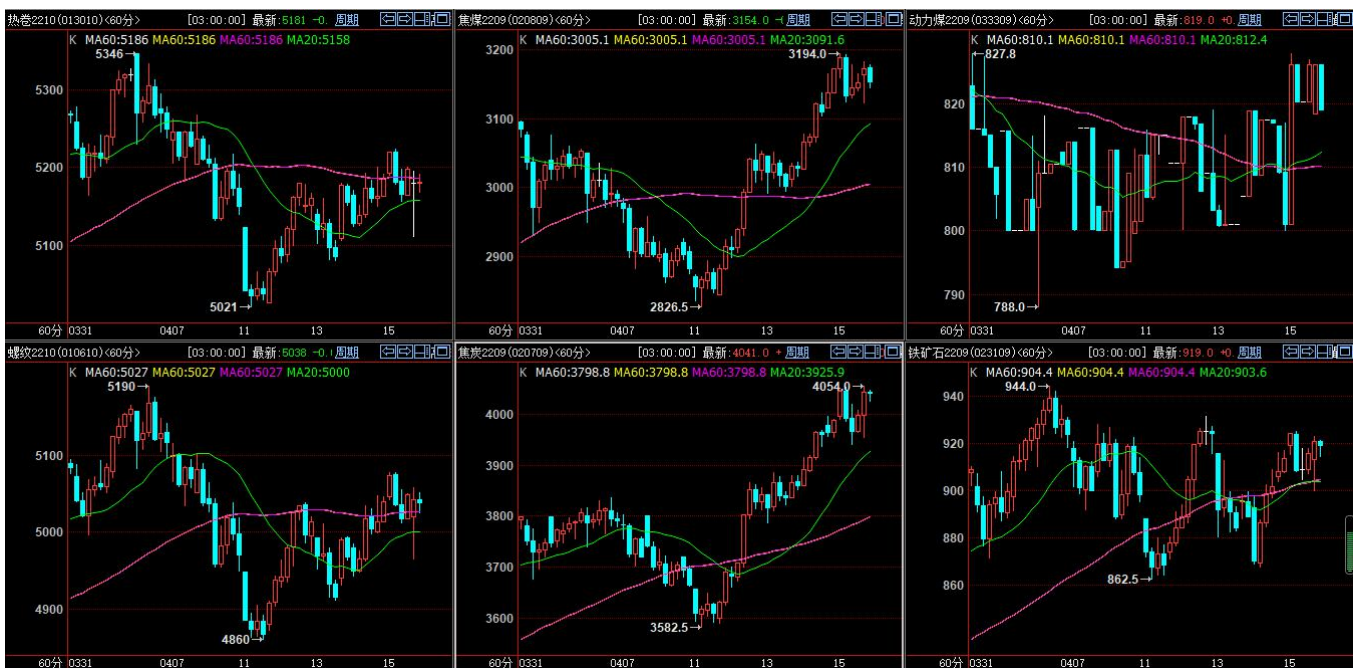 热卷2210(013010)<60分> [03:00:00] 最新:5181 -0. 周期
K MA60:5186 MA60:5186 MA60:5186 MA20:5158
5346
5300
5200
5100
5021
60分 0331 0407 11 13 15
焦煤2209(020809)<60分> [03:00:00] 最新:3154.0 周期
K MA60:3005.1 MA60:3005.1 MA60:3005.1 MA20:3091.6
3200
3194.0
3100
3000
2900
2826.5
60分 0331 0407 11 13 15
动力煤2209(033309)<60分> [03:00:00] 最新:819.0 +0. 周期
K MA60:810.1 MA60:810.1 MA60:810.1 MA20:812.4
827.8
820
810
800
790
788.0
60分 0331 0407 11 13 15
螺纹2210(010610)<60分> [03:00:00] 最新:5038 -0. 周期
K MA60:5027 MA60:5027 MA60:5027 MA20:5000
5190
5100
5000
4900
4860
60分 0331 0407 11 13 15
焦炭2209(020709)<60分> [03:00:00] 最新:4041.0 + 周期
K MA60:3798.8 MA60:3798.8 MA60:3798.8 MA20:3925.9
4054.0
4000
3900
3800
3700
3600
3582.5
60分 0331 0407 11 13 15
铁矿石2209(023109)<60分> [03:00:00] 最新:919.0 +0. 周期
K MA60:904.4 MA60:904.4 MA60:904.4 MA20:903.6
944.0
940
920
900
880
860
862.5
60分 0331 0407 11 13 15